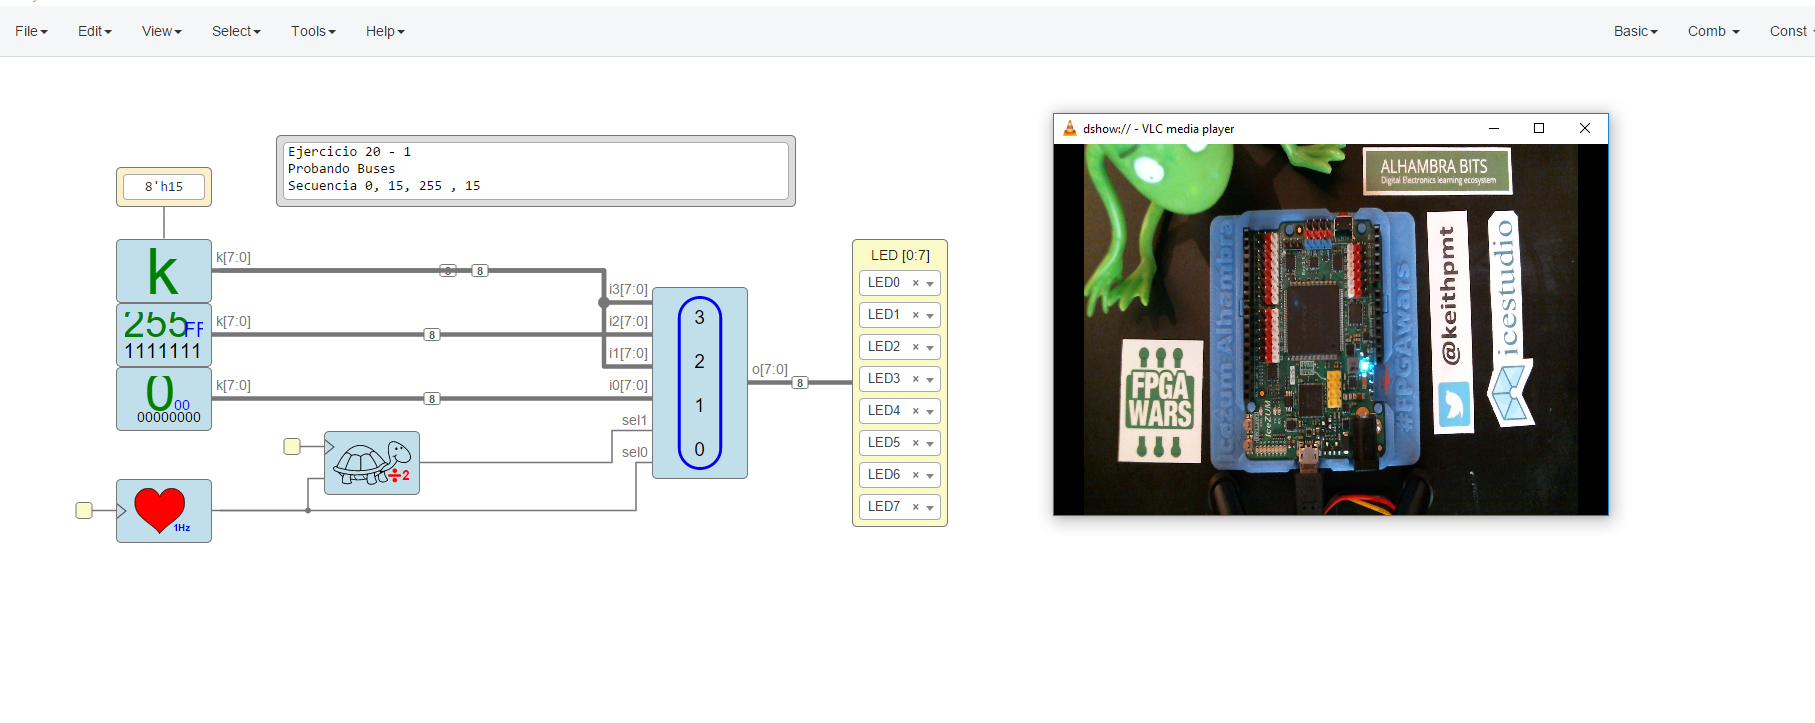 File
Edit
View
Select
Tools
Help
Basic
Comb
Const
Ejercicio 20 - 1
Probando Buses
Secuencia 0, 15, 255 , 15
8'h15
k
k[7:0]
8
8
255FF
1111111
k[7:0]
8
0 00
00000000
k[7:0]
8
÷2
1Hz
i3[7:0]
i2[7:0]
i1[7:0]
i0[7:0]
sel1
sel0
3
2
1
0
o[7:0]
8
LED [0:7]
LED0 ×
LED1 ×
LED2 ×
LED3 ×
LED4 ×
LED5 ×
LED6 ×
LED7 ×
dshow:// - VLC media player
ALHAMBRA BITS
Digital Electronics learning ecosystem
Icezum Alhambra
IceZUM
#FPGAwars
FPGA
WARS
@keithpmt
icestudio